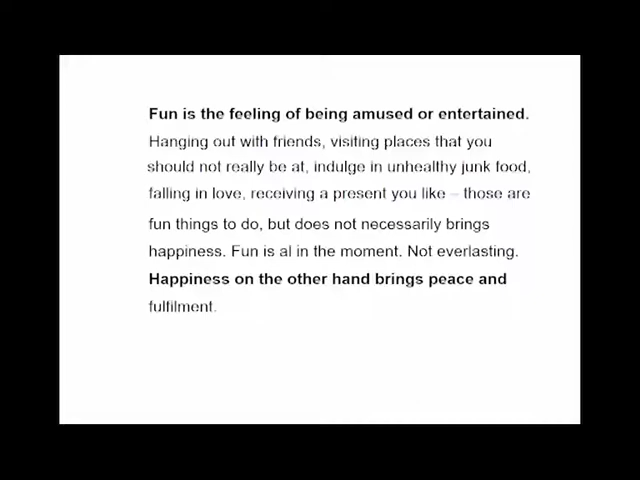 Fun is the feeling of being amused or entertained.
Hanging out with friends, visiting places that you
should not really be at, indulge in unhealthy junk food,
falling in love, receiving a present you like – those are
fun things to do, but does not necessarily brings
happiness. Fun is al in the moment. Not everlasting.
Happiness on the other hand brings peace and
fulfilment.